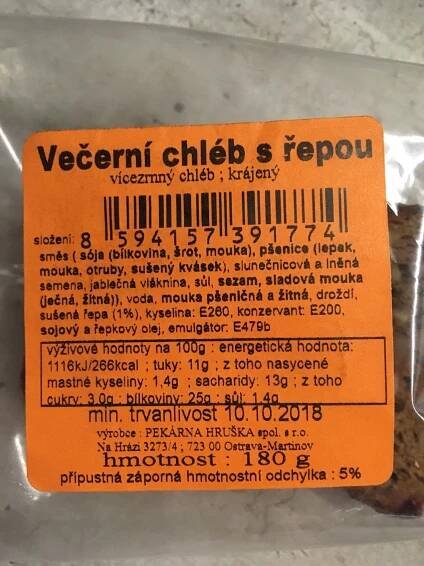 Večerní chléb s řepou
vícezrnný chléb ; krájený
složení: 8 594157 391774
směs ( sója (bílkovina, šrot, mouka), pšenice (lepek,
mouka, otruby, sušený kvásek), slunečnicová a lněná
semena, jablečná vláknina, sůl, sezam, sladová mouka
(ječná, žitná)), voda, mouka pšeničná a žitná, droždí,
sušená řepa (1%), kyselina: E260, konzervant: E200,
sojový a řepkový olej, emulgátor: E479b
výživové hodnoty na 100g : energetická hodnota:
1116kJ/266kcal ; tuky: 11g ; z toho nasycené
mastné kyseliny: 1,4g ; sacharidy: 13g ; z toho
cukry: 3,0g ; bílkoviny: 25g ; sůl: 1,4g
min. trvanlivost 10.10.2018
výrobce : PEKÁRNA HRUŠKA spol. s r.o.
Na Hrázi 3273/4 ; 723 00 Ostrava-Martinov
hmotnost : 180 g
přípustná záporná hmotnostní odchylka : 5%